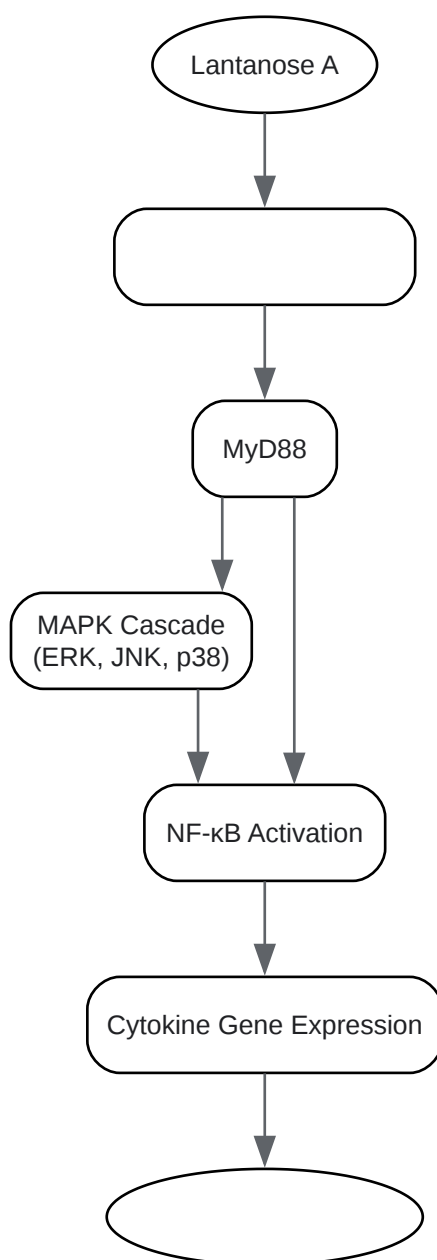 Lantanose A
MyD88
MAPK Cascade
(ERK, JNK, p38)
NF-κB Activation
Cytokine Gene Expression